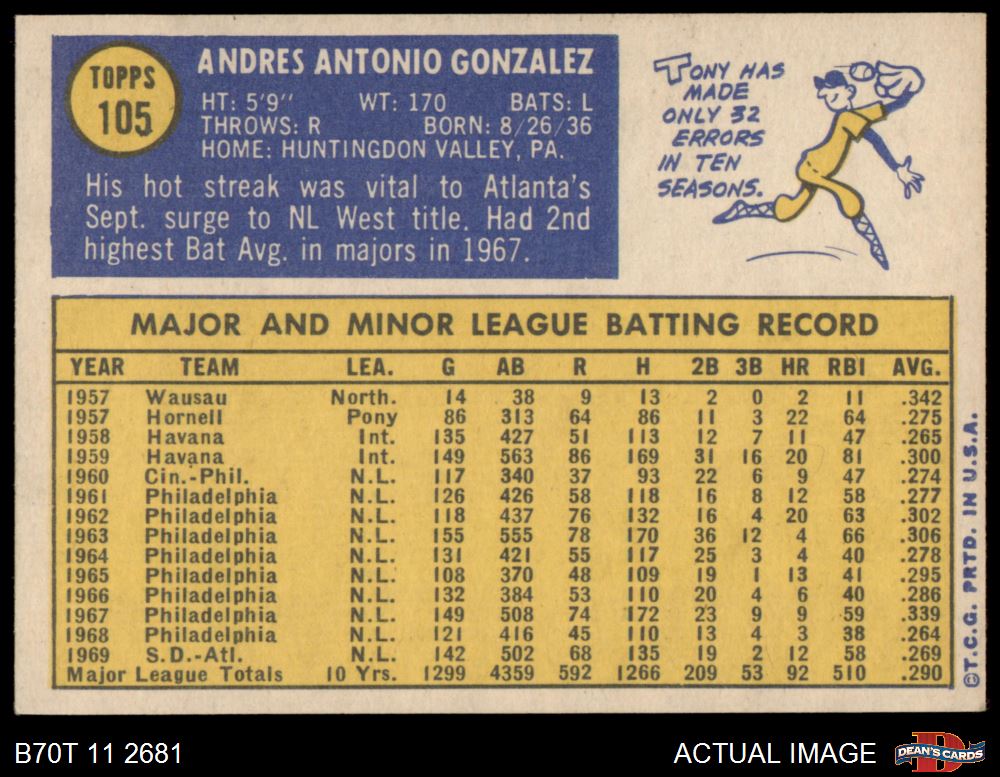 TOPPS
105
ANDRES ANTONIO GONZALEZ
HT: 5'9" WT: 170 BATS: L
THROWS: R BORN: 8/26/36
HOME: HUNTINGDON VALLEY, PA.
His hot streak was vital to Atlanta's
Sept. surge to NL West title. Had 2nd
highest Bat Avg. in majors in 1967.
TONY HAS
MADE
ONLY 32
ERRORS
IN TEN
SEASONS.
MAJOR AND MINOR LEAGUE BATTING RECORD
YEAR TEAM LEA. G AB R H 2B 3B HR RBI AVG.
1957 Wausau North. 14 38 9 13 2 0 2 11 .342
1957 Hornell Pony 86 313 64 86 11 3 22 64 .275
1958 Havana Int. 135 427 51 113 12 7 11 47 .265
1959 Havana Int. 149 563 86 169 31 16 20 81 .300
1960 Cin.-Phil. N.L. 117 340 37 93 22 6 9 47 .274
1961 Philadelphia N.L. 126 426 58 118 16 8 12 58 .277
1962 Philadelphia N.L. 118 437 76 132 16 4 20 63 .302
1963 Philadelphia N.L. 155 555 78 170 36 12 4 66 .306
1964 Philadelphia N.L. 131 421 55 117 25 3 4 40 .278
1965 Philadelphia N.L. 108 370 48 109 19 1 13 41 .295
1966 Philadelphia N.L. 132 384 53 110 20 4 6 40 .286
1967 Philadelphia N.L. 149 508 74 172 23 9 9 59 .339
1968 Philadelphia N.L. 121 416 45 110 13 4 3 38 .264
1969 S.D.-Atl. N.L. 142 502 68 135 19 2 12 58 .269
Major League Totals 10 Yrs. 1299 4359 592 1266 209 53 92 510 .290
©T.C.G. PRTD. IN U.S.A.
B70T 11 2681
ACTUAL IMAGE
D
DEAN'S CARDS